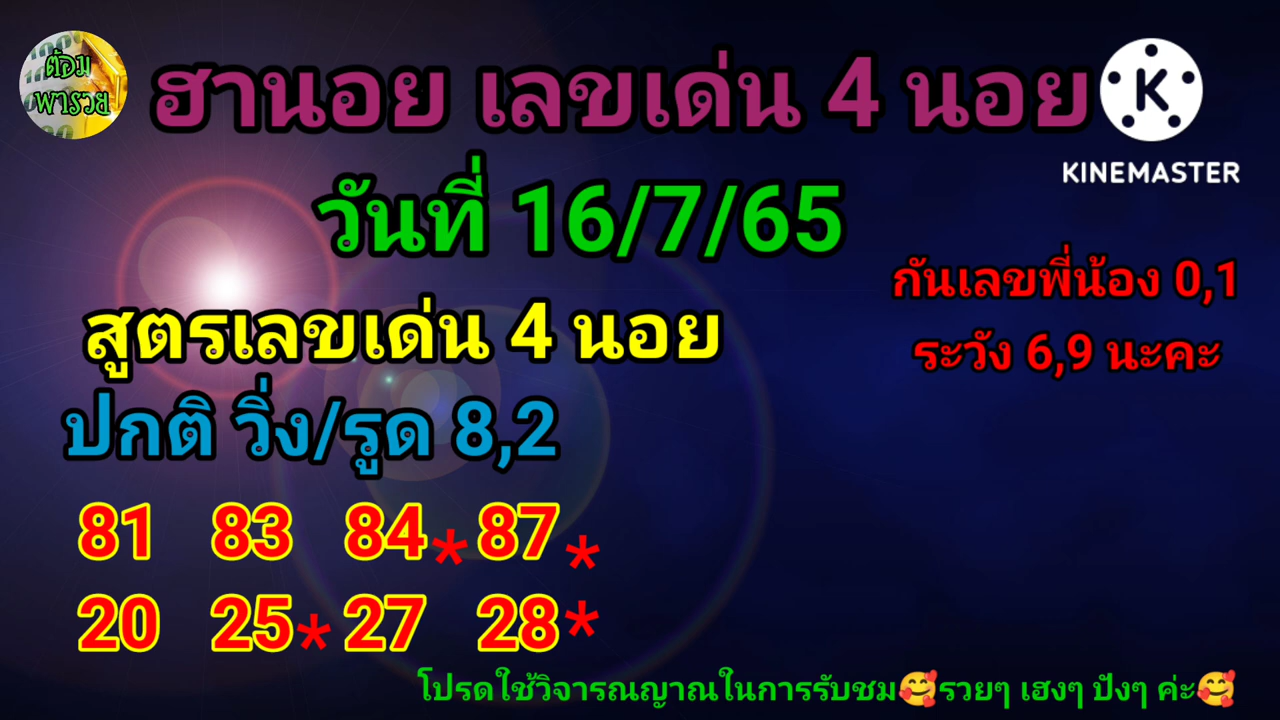 ต้อม
พารวย
ฮานอย เลขเด่น 4 นอย
K
KINEMASTER
วันที่ 16/7/65
กันเลขพี่น้อง 0,1
ระวัง 6,9 นะคะ
สูตรเลขเด่น 4 นอย
ปกติ วิ่ง/รูด 8,2
81 83 84* 87*
20 25* 27 28*
โปรดใช้วิจารณญาณในการรับชม🥰รวยๆ เฮงๆ ปังๆ ค่ะ🥰